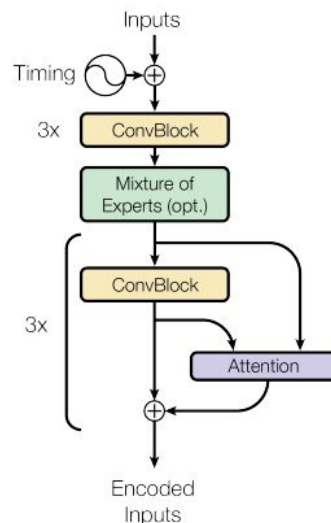 Inputs
Timing
3x
ConvBlock
Mixture of
Experts (opt.)
3x
ConvBlock
Attention
Encoded
Inputs